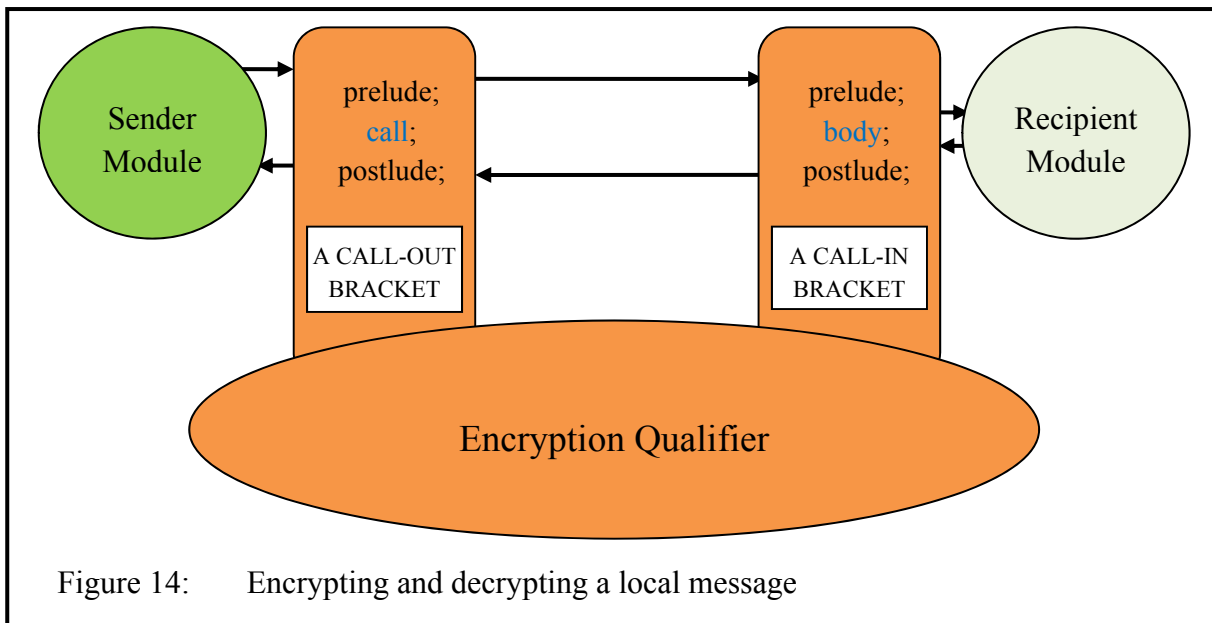 Sender
Module
prelude;
call;
postlude;
A CALL-OUT
BRACKET
prelude;
body;
postlude;
A CALL-IN
BRACKET
Recipient
Module
Encryption Qualifier
Figure 14: Encrypting and decrypting a local message